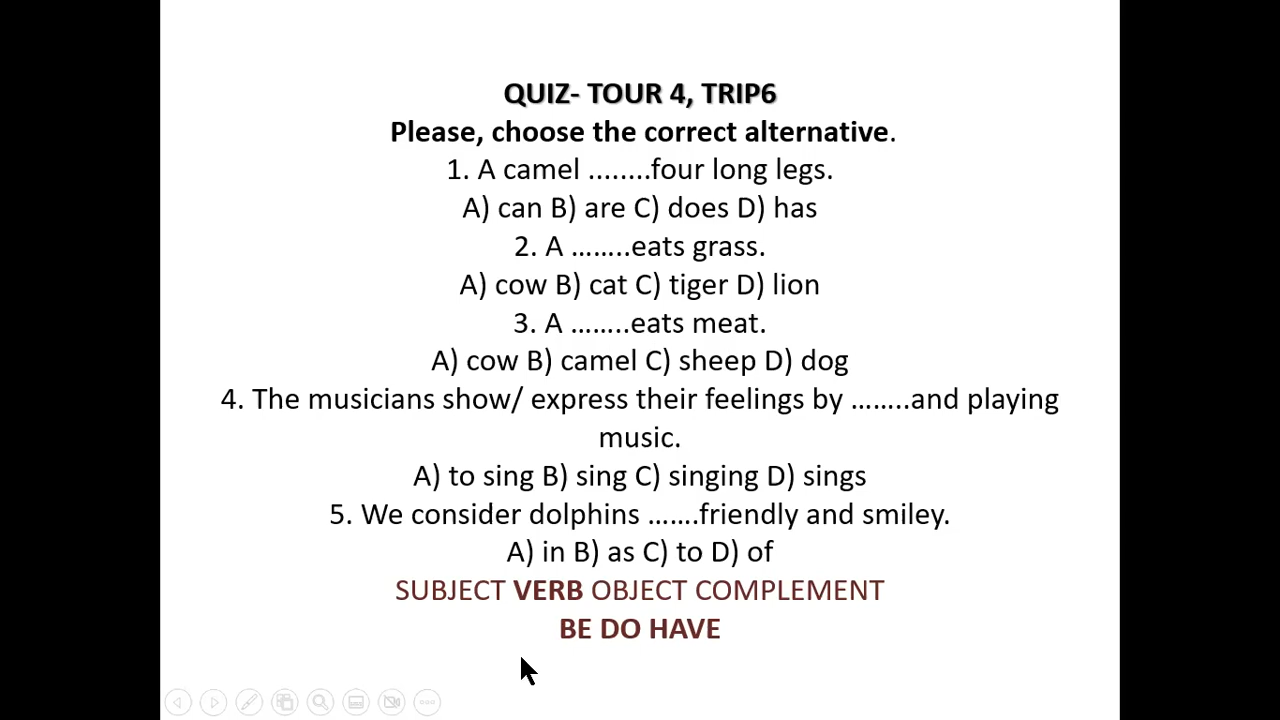 QUIZ- TOUR 4, TRIP6
Please, choose the correct alternative.
1. A camel ........four long legs.
A) can B) are C) does D) has
2. A ……..eats grass.
A) cow B) cat C) tiger D) lion
3. A ……..eats meat.
A) cow B) camel C) sheep D) dog
4. The musicians show/ express their feelings by ……..and playing
music.
A) to sing B) sing C) singing D) sings
5. We consider dolphins …….friendly and smiley.
A) in B) as C) to D) of
SUBJECT VERB OBJECT COMPLEMENT
BE DO HAVE